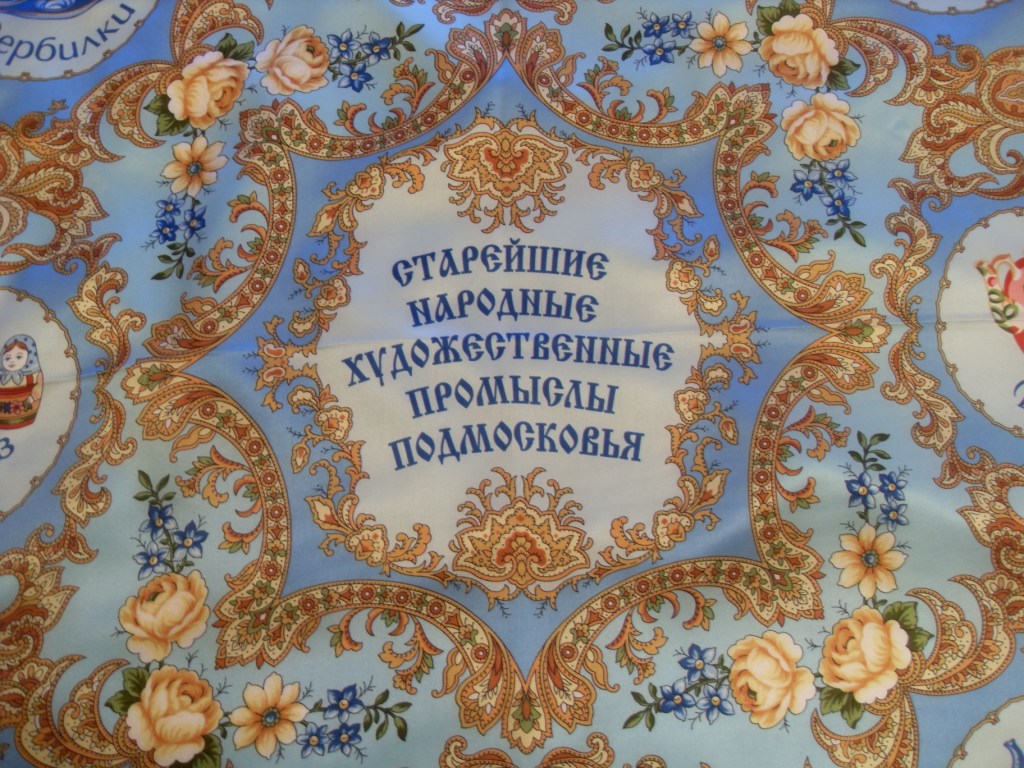 ербилки
СТАРЕЙШИЕ
НАРОДНЫЕ
ХУДОЖЕСТВЕННЫЕ
ПРОМЫСЛЫ
ПОДМОСКОВЬЯ